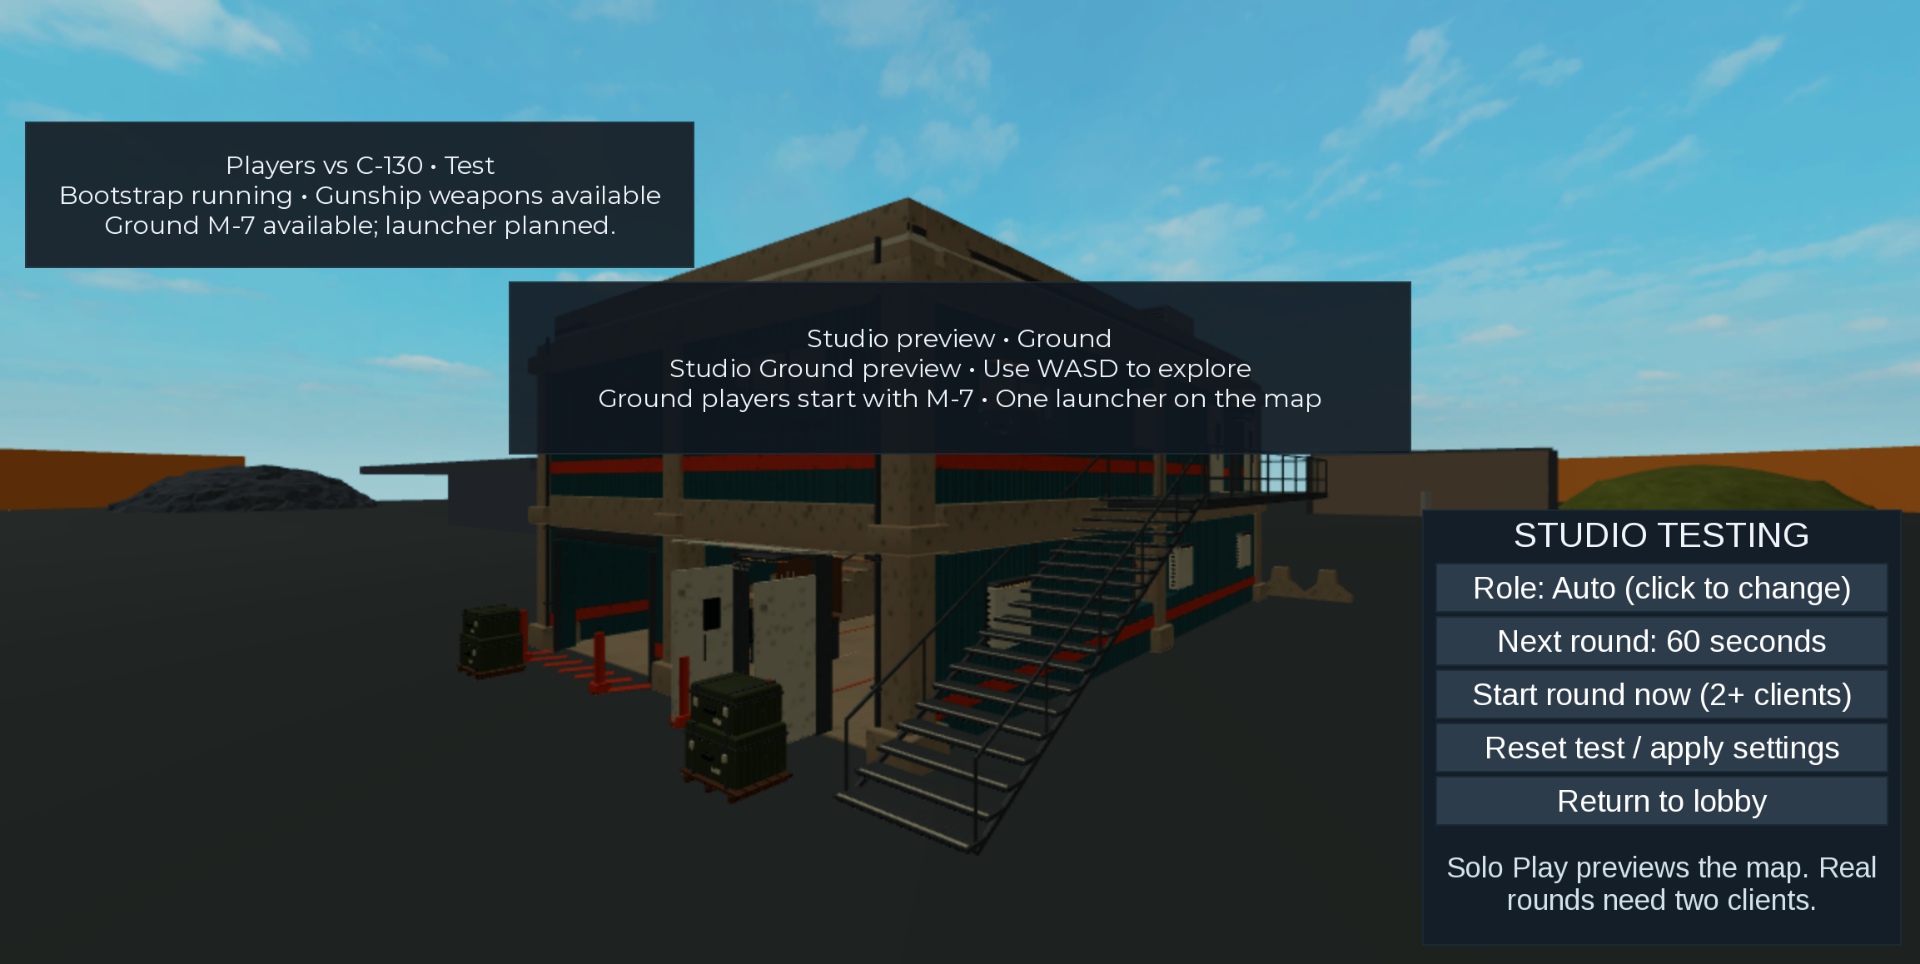 Players vs C-130 • Test
Bootstrap running • Gunship weapons available
Ground M-7 available; launcher planned.
Studio preview • Ground
Studio Ground preview • Use WASD to explore
Ground players start with M-7 • One launcher on the map
STUDIO TESTING
Role: Auto (click to change)
Next round: 60 seconds
Start round now (2+ clients)
Reset test / apply settings
Return to lobby
Solo Play previews the map. Real
rounds need two clients.